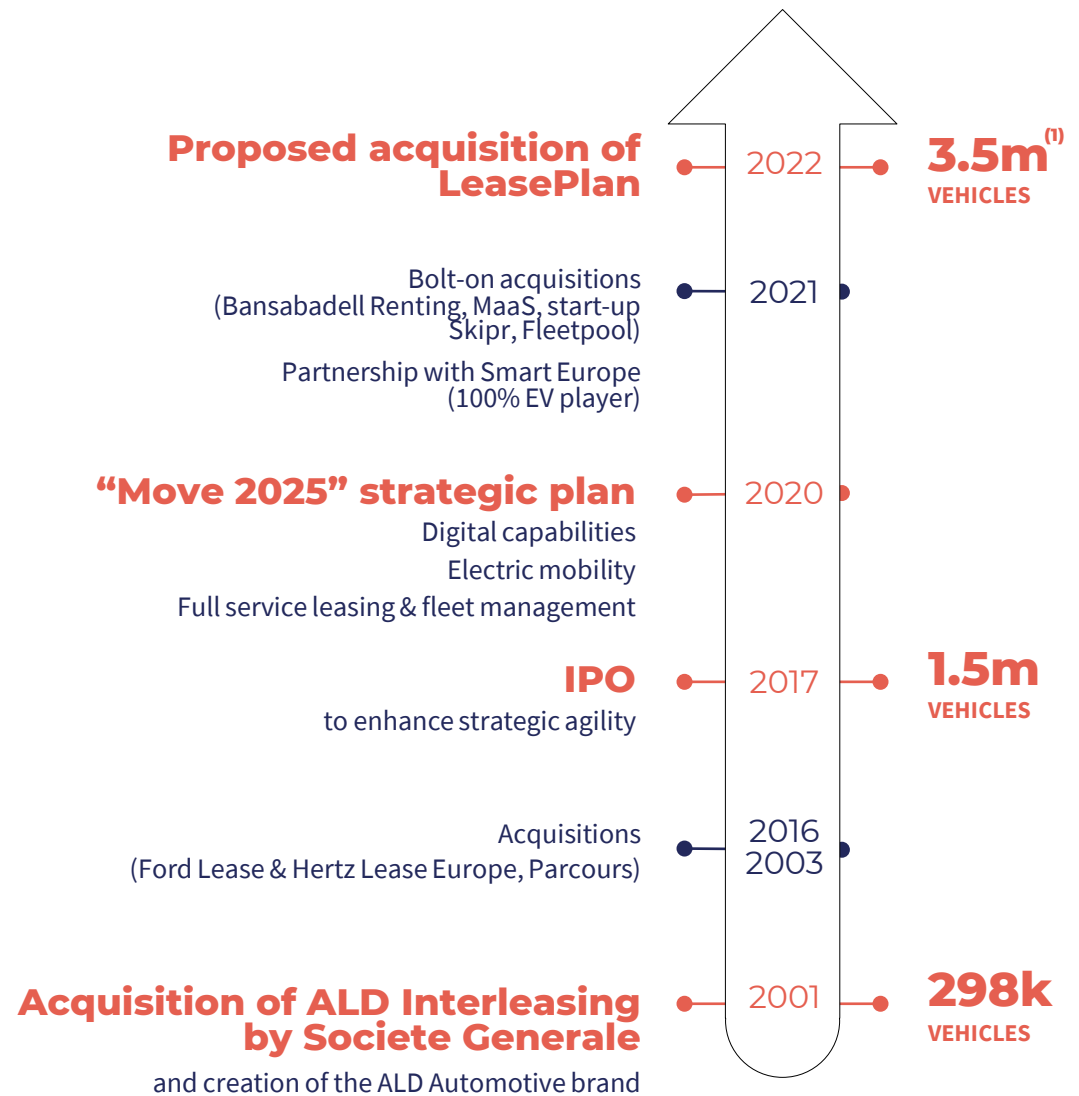 Proposed acquisition of
LeasePlan
2022
3.5m(1)
VEHICLES
Bolt-on acquisitions
(Bansabadell Renting, MaaS, start-up
Skipr, Fleetpool)
2021
Partnership with Smart Europe
(100% EV player)
“Move 2025” strategic plan
2020
Digital capabilities
Electric mobility
Full service leasing & fleet management
IPO
to enhance strategic agility
2017
1.5m
VEHICLES
Acquisitions
(Ford Lease & Hertz Lease Europe, Parcours)
2016
2003
Acquisition of ALD Interleasing
by Societe Generale
and creation of the ALD Automotive brand
2001
298k
VEHICLES